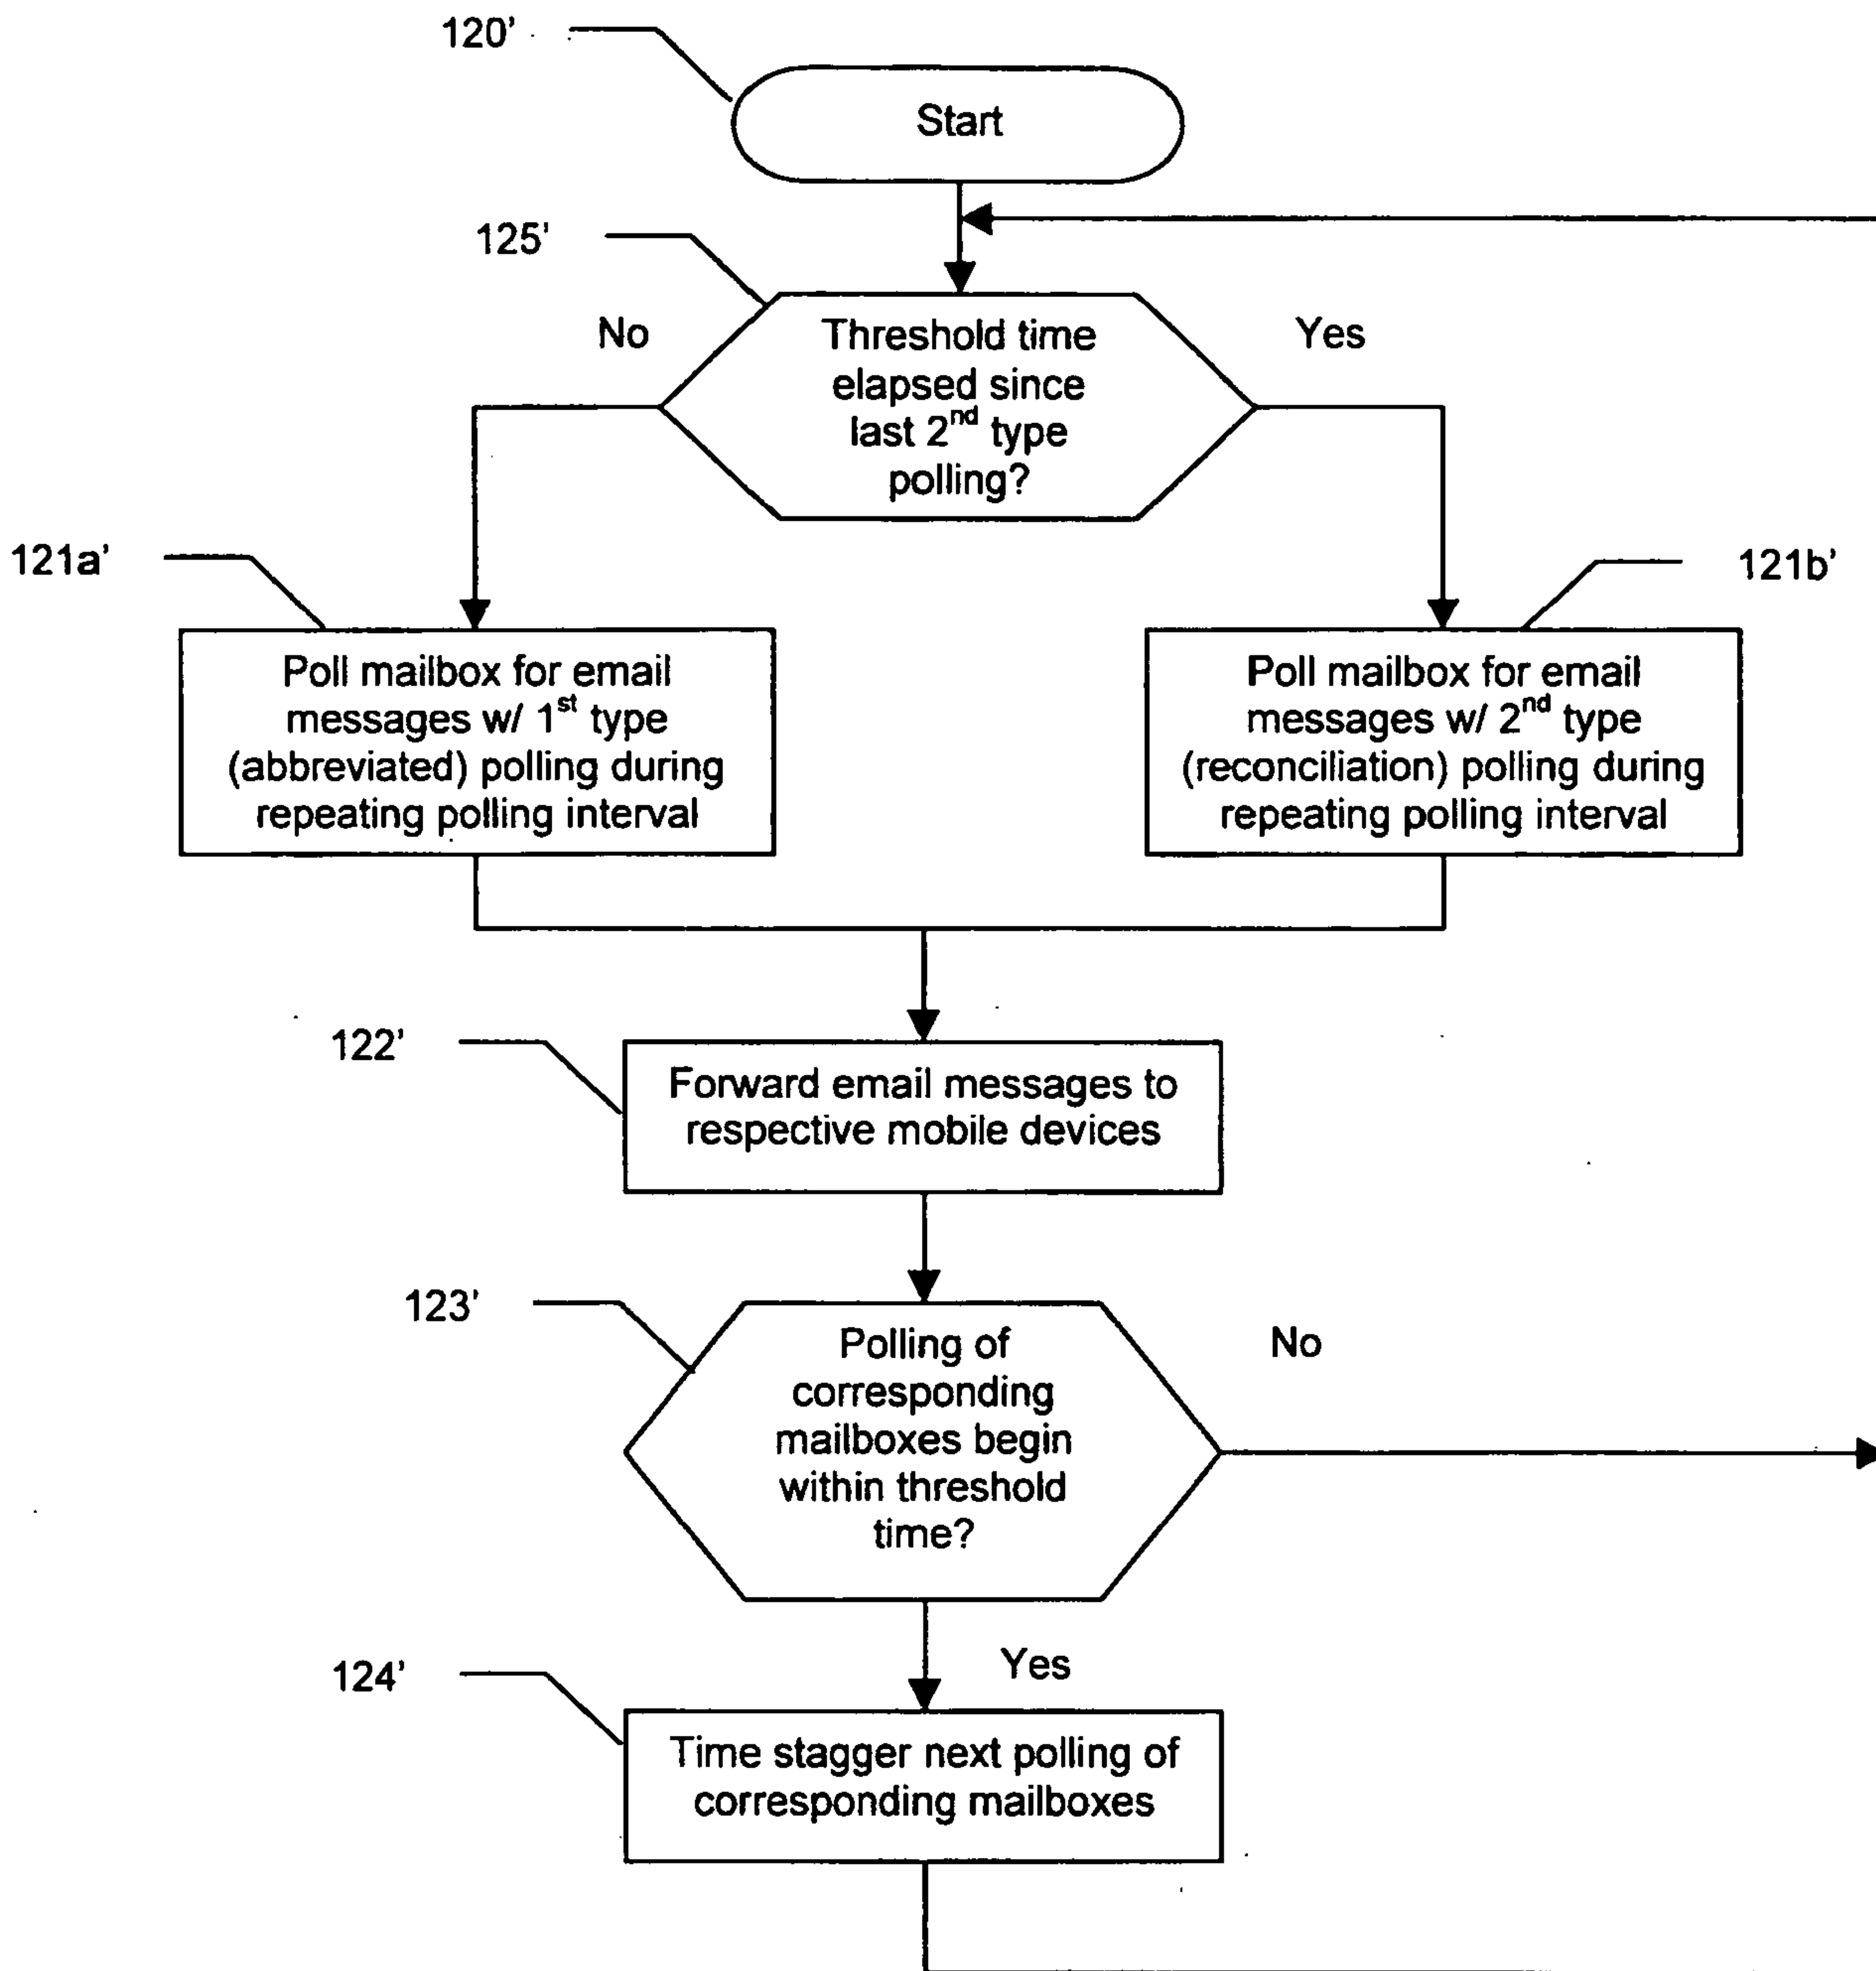 120'
Start
125'
No
Threshold time
elapsed since
last 2nd type
polling?
Yes
121a'
121b'
Poll mailbox for email
messages w/ 1st type
(abbreviated) polling during
repeating polling interval
Poll mailbox for email
messages w/ 2nd type
(reconciliation) polling during
repeating polling interval
122'
Forward email messages to
respective mobile devices
123'
Polling of
corresponding
mailboxes begin
within threshold
time?
No
Yes
124'
Time stagger next polling of
corresponding mailboxes